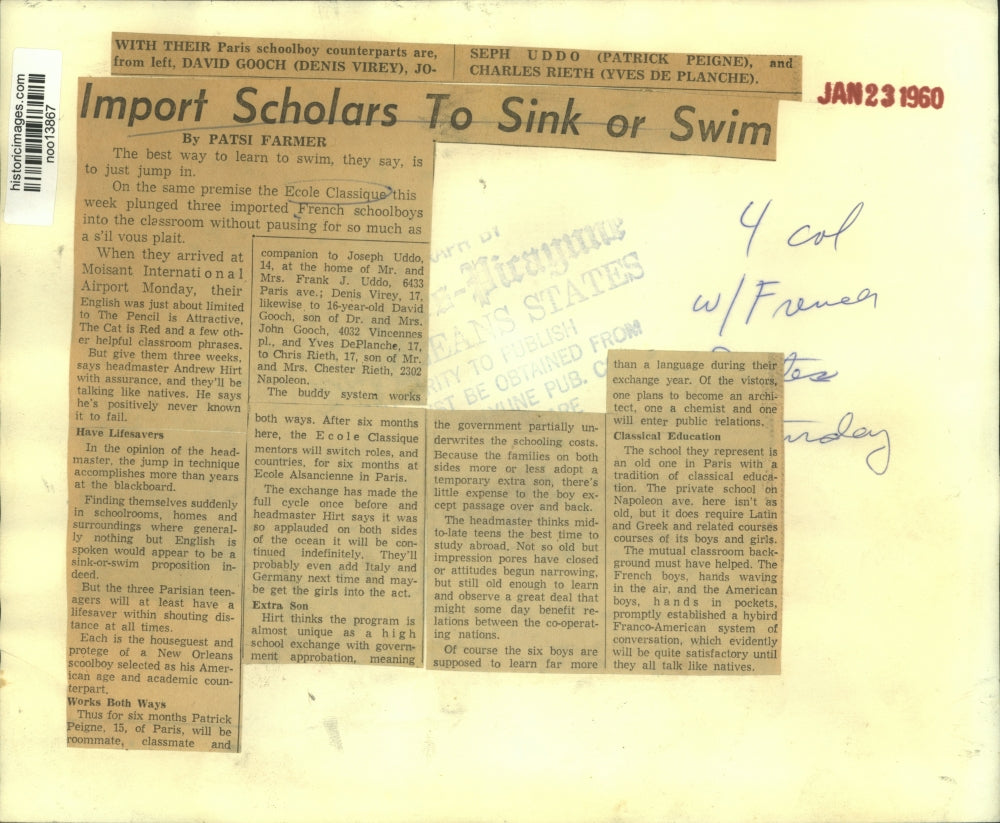 WITH THEIR Paris schoolboy counterparts are,
from left, DAVID GOOCH (DENIS VIREY), JO-
SEPH UDDO (PATRICK PEIGNE), and
CHARLES RIETH (YVES DE PLANCHE).
JAN 23 1960
historicimages.com
noo13867
Import Scholars To Sink or Swim
By PATSI FARMER
The best way to learn to swim, they say, is
to just jump in.
On the same premise the Ecole Classique this
week plunged three imported French schoolboys
into the classroom without pausing for so much as
a s'il vous plait.
When they arrived at
Moisant International
Airport Monday, their
English was just about limited
to The Pencil is Attractive,
The Cat is Red and a few oth-
er helpful classroom phrases.
But give them three weeks,
says headmaster Andrew Hirt
with assurance, and they'll be
talking like natives. He says
he's positively never known
it to fail.
Have Lifesavers
In the opinion of the head-
master, the jump in technique
accomplishes more than years
at the blackboard.
Finding themselves suddenly
in schoolrooms, homes and
surroundings where general-
ly nothing but English is
spoken would appear to be a
sink-or-swim proposition in-
deed.
But the three Parisian teen-
agers will at least have a
lifesaver within shouting dis-
tance at all times.
Each is the houseguest and
protege of a New Orleans
scoolboy selected as his Amer-
ican age and academic coun-
terpart.
Works Both Ways
Thus for six months Patrick
Peigne, 15, of Paris, will be
roommate, classmate and
companion to Joseph Uddo,
14, at the home of Mr. and
Mrs. Frank J. Uddo, 6433
Paris ave.; Denis Virey, 17,
likewise to 16-year-old David
Gooch, son of Dr. and Mrs.
John Gooch, 4032 Vincennes
pl., and Yves DePlanche, 17,
to Chris Rieth, 17, son of Mr.
and Mrs. Chester Rieth, 2302
Napoleon.
The buddy system works
both ways. After six months
here, the Ecole Classique
mentors will switch roles, and
countries, for six months at
Ecole Alsancienne in Paris.
The exchange has made the
full cycle once before and
headmaster Hirt says it was
so applauded on both sides
of the ocean it will be con-
tinued indefinitely. They'll
probably even add Italy and
Germany next time and may-
be get the girls into the act.
Extra Son
Hirt thinks the program is
almost unique as a high
school exchange with govern-
ment approbation, meaning
the government partially un-
derwrites the schooling costs.
Because the families on both
sides more or less adopt a
temporary extra son, there's
little expense to the boy ex-
cept passage over and back.
The headmaster thinks mid-
to-late teens the best time to
study abroad. Not so old but
impression pores have closed
or attitudes begun narrowing,
but still old enough to learn
and observe a great deal that
might some day benefit re-
lations between the co-operat-
ing nations.
Of course the six boys are
supposed to learn far more
than a language during their
exchange year. Of the vistors,
one plans to become an archi-
tect, one a chemist and one
will enter public relations.
Classical Education
The school they represent is
an old one in Paris with a
tradition of classical educa-
tion. The private school on
Napoleon ave. here isn't as
old, but it does require Latin
and Greek and related courses
courses of its boys and girls.
The mutual classroom back-
ground must have helped. The
French boys, hands waving
in the air, and the American
boys, hands in pockets,
promptly established a hybird
Franco-American system of
conversation, which evidently
will be quite satisfactory until
they all talk like natives.
Picayune
STATES
TO PUBLISH
BE OBTAINED FROM
PUB.
4 col
w/French